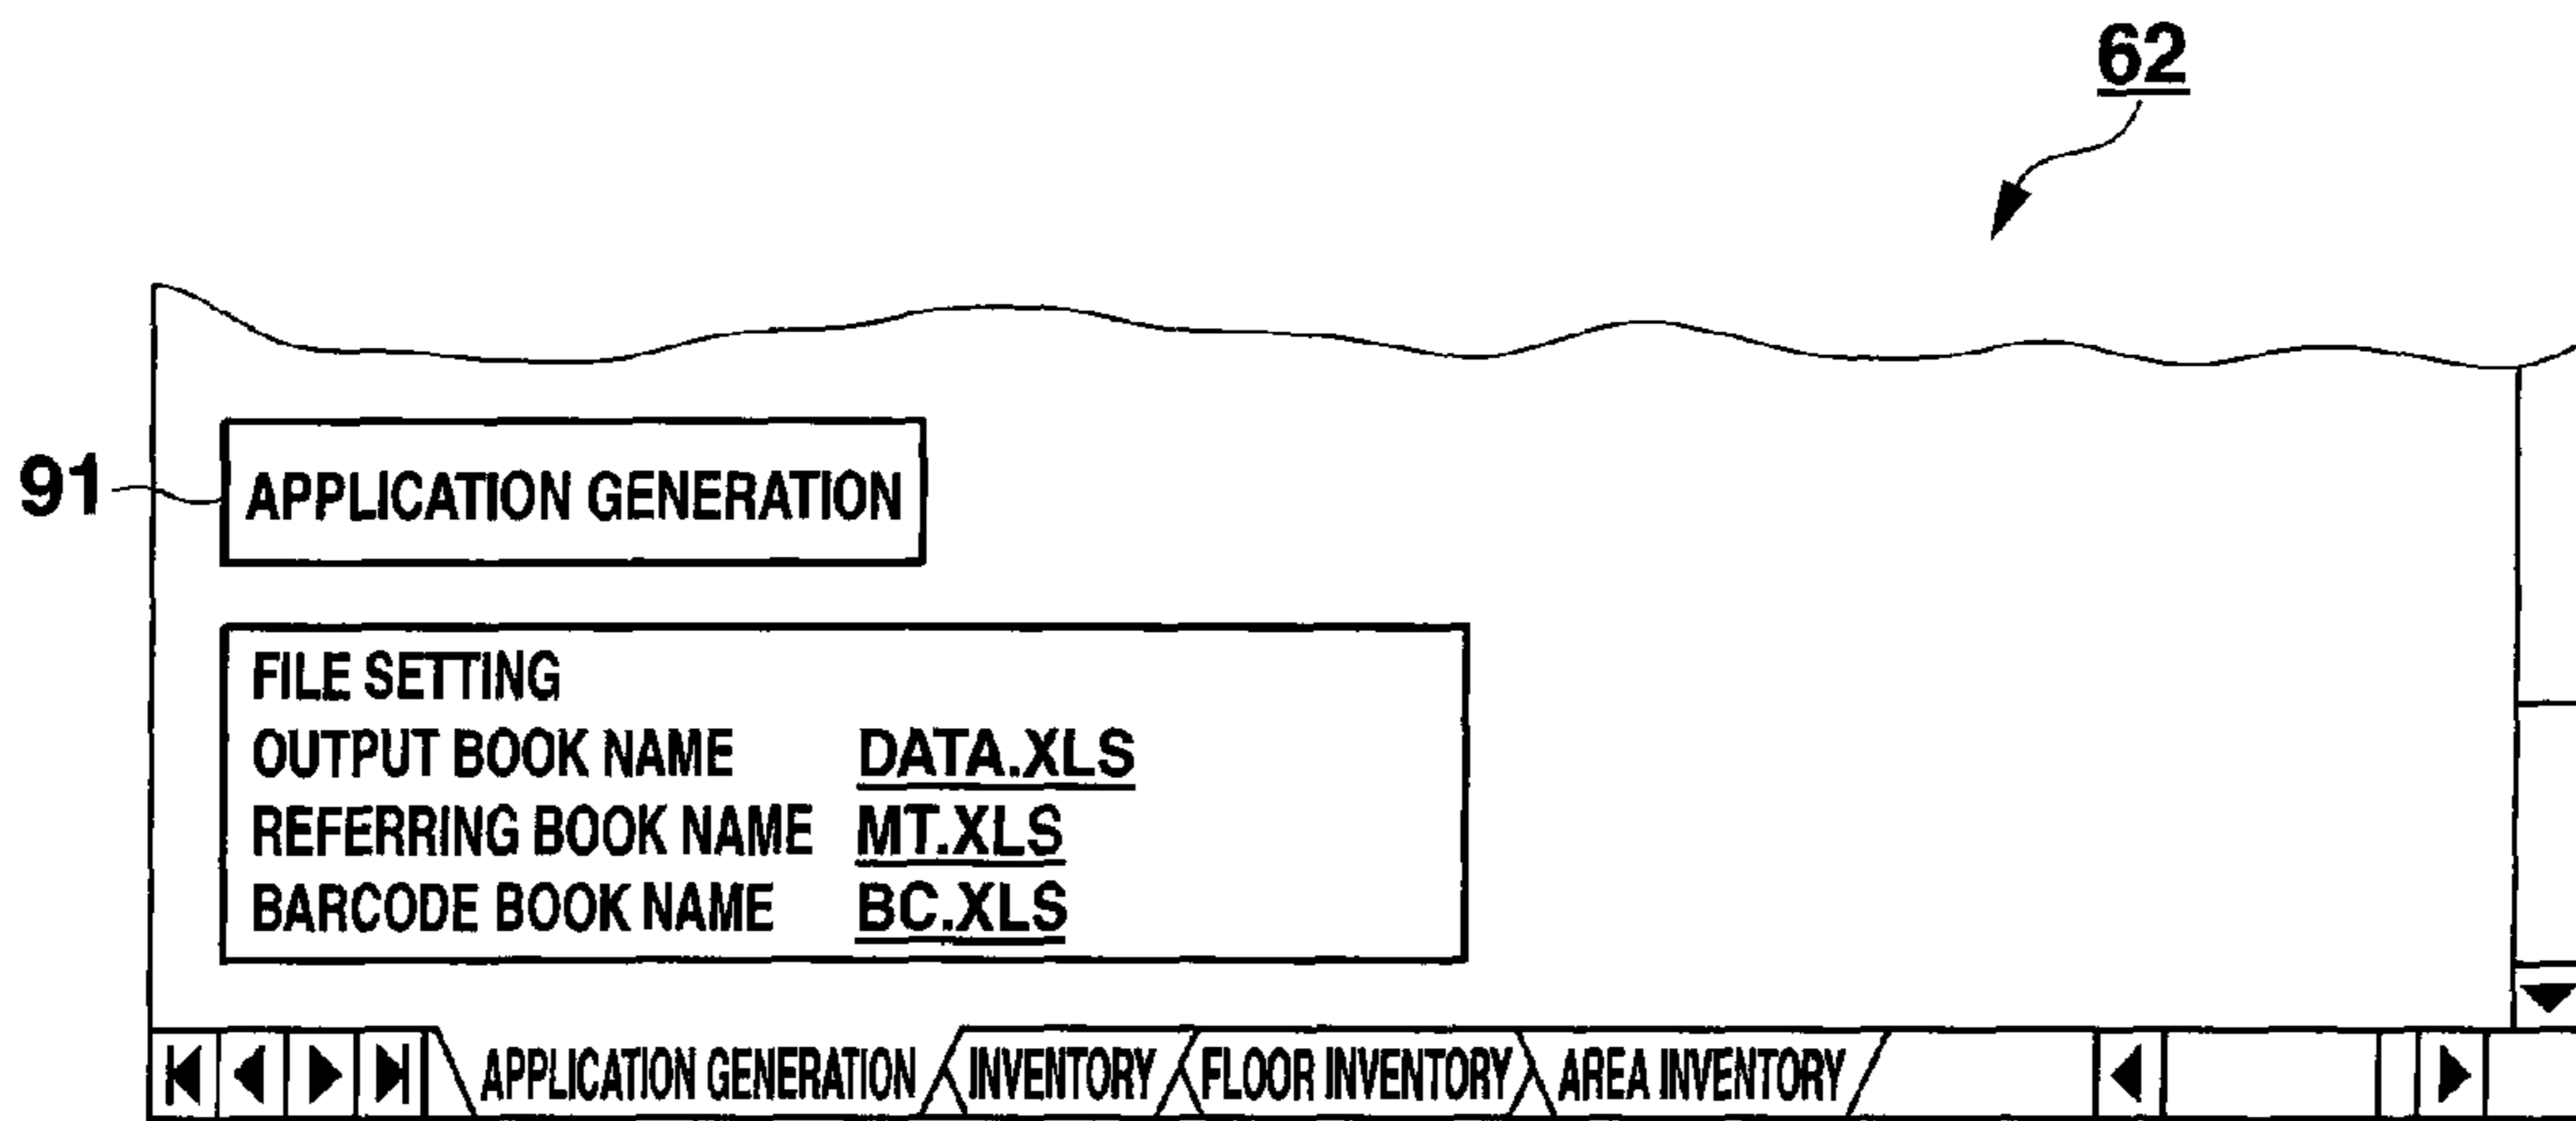 62
91
APPLICATION GENERATION
FILE SETTING
OUTPUT BOOK NAME DATA.XLS
REFERRING BOOK NAME MT.XLS
BARCODE BOOK NAME BC.XLS
APPLICATION GENERATION INVENTORY FLOOR INVENTORY AREA INVENTORY